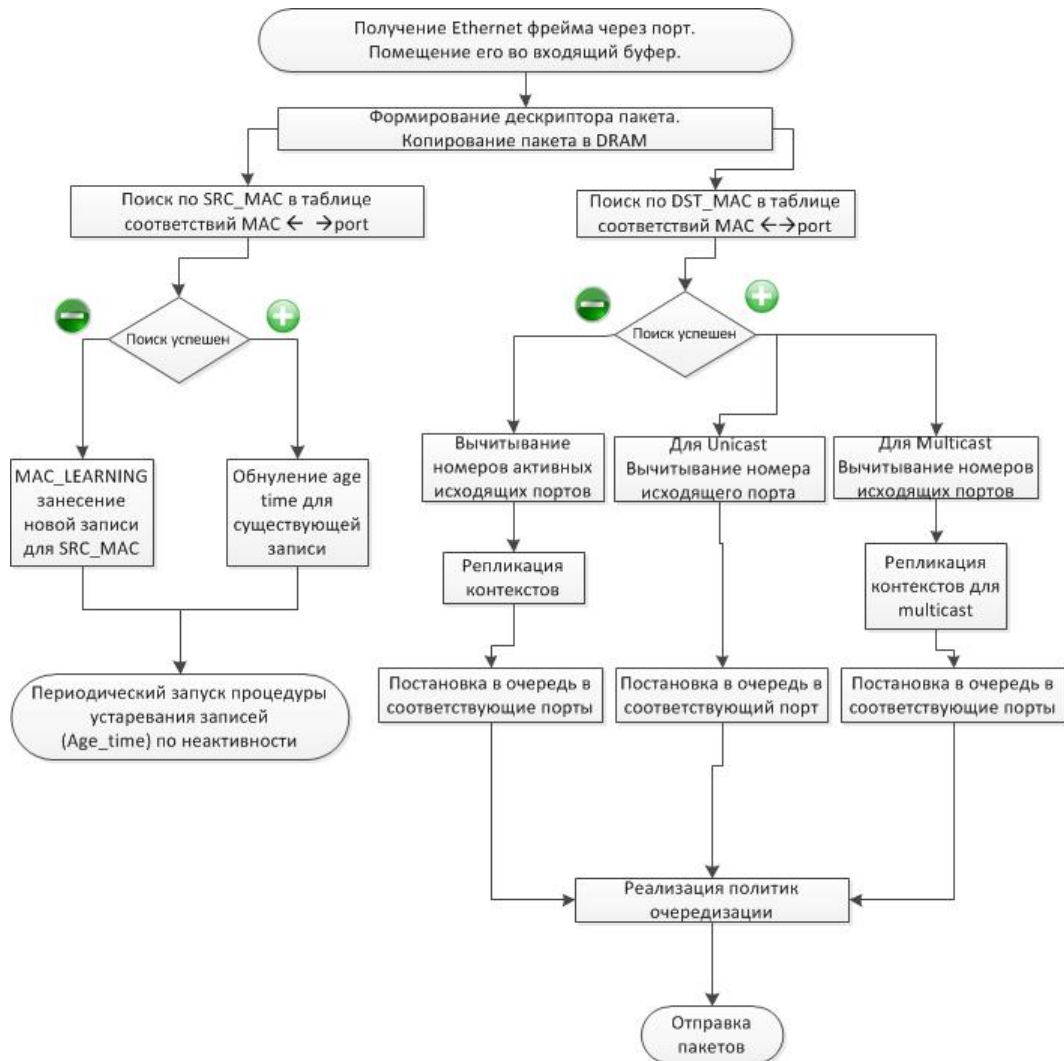 Получение Ethernet фрейма через порт.
Помещение его во входящий буфер.
Формирование дескриптора пакета.
Копирование пакета в DRAM
Поиск по SRC_MAC в таблице
соответствий MAC ← →port
Поиск по DST_MAC в таблице
соответствий MAC ←→port
Поиск успешен
Поиск успешен
MAC_LEARNING
занесение
новой записи
для SRC_MAC
Обнуление age
time для
существующей
записи
Вычитывание
номеров активных
исходящих портов
Для Unicast
Вычитывание номера
исходящего порта
Для Multicast
Вычитывание номеров
исходящих портов
Репликация
контекстов
Репликация
контекстов для
multicast
Периодический запуск процедуры
устаревания записей
(Age_time) по неактивности
Постановка в очередь в
соответствующие порты
Постановка в очередь в
соответствующий порт
Постановка в очередь в
соответствующие порты
Реализация политик
очередизации
Отправка
пакетов